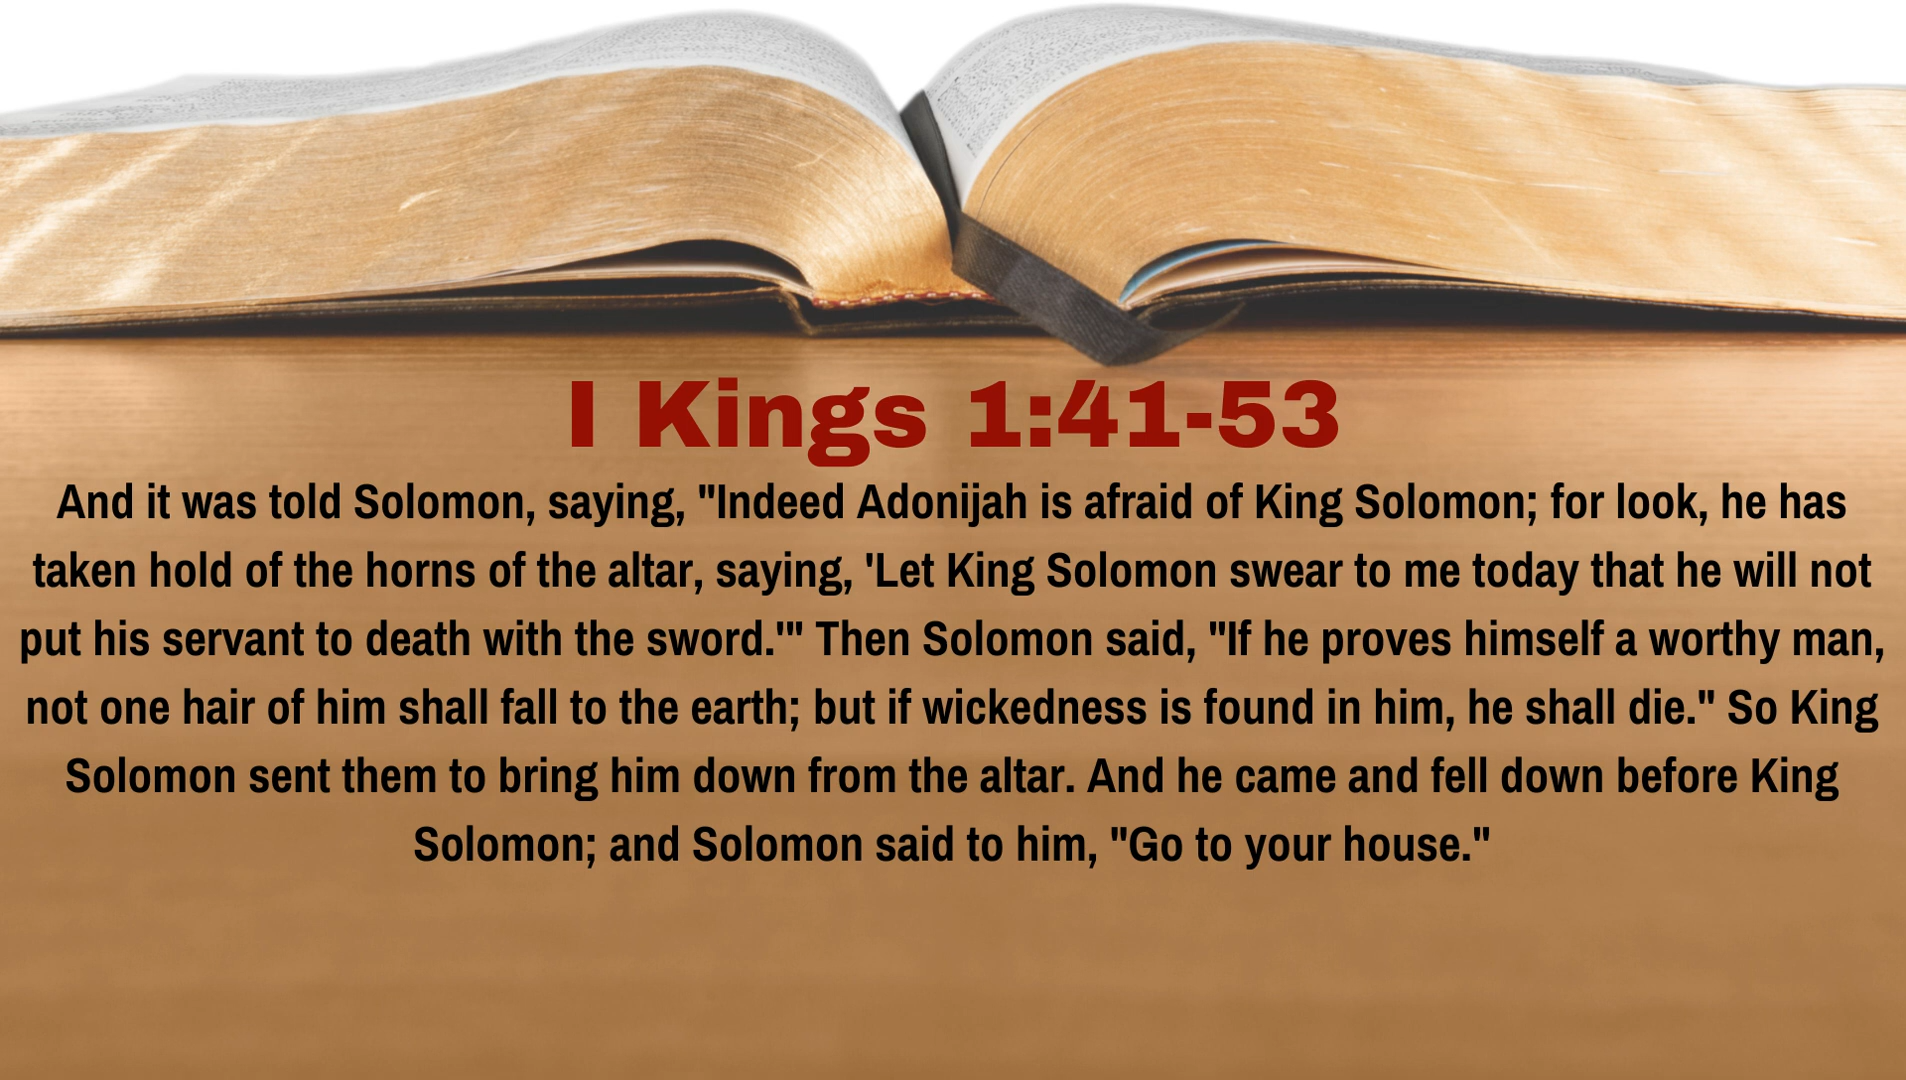 I Kings 1:41-53
And it was told Solomon, saying, "Indeed Adonijah is afraid of King Solomon; for look, he has
taken hold of the horns of the altar, saying, 'Let King Solomon swear to me today that he will not
put his servant to death with the sword.'" Then Solomon said, "If he proves himself a worthy man,
not one hair of him shall fall to the earth; but if wickedness is found in him, he shall die." So King
Solomon sent them to bring him down from the altar. And he came and fell down before King
Solomon; and Solomon said to him, "Go to your house."